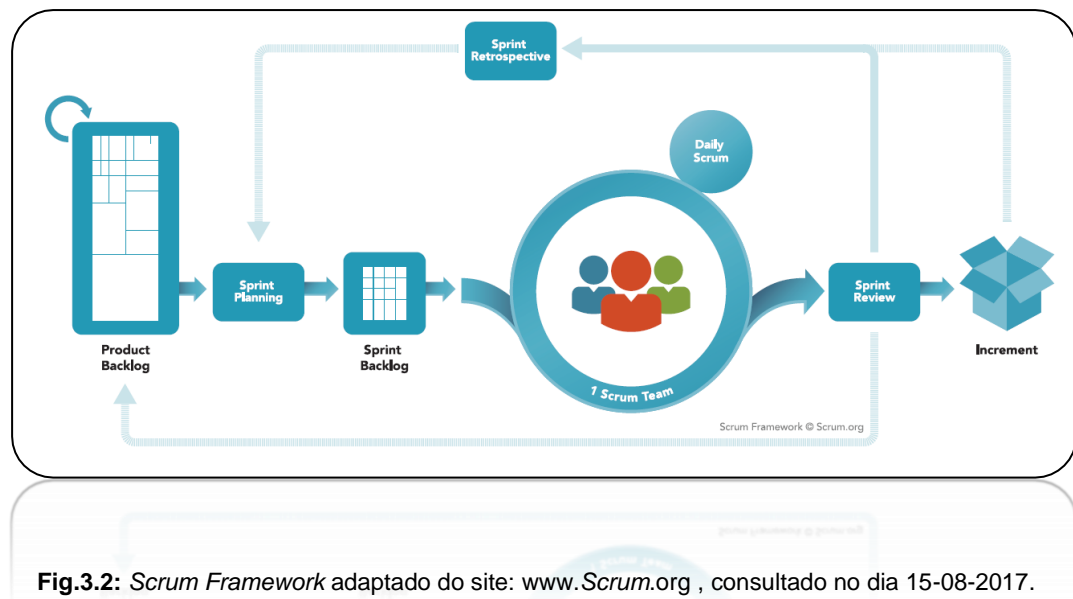 Sprint
Retrospective
Daily
Scrum
Sprint
Planning
Sprint
Review
Product
Backlog
Sprint
Backlog
1 Scrum Team
Increment
Scrum Framework © Scrum.org
Fig.3.2: Scrum Framework adaptado do site: www.Scrum.org , consultado no dia 15-08-2017.